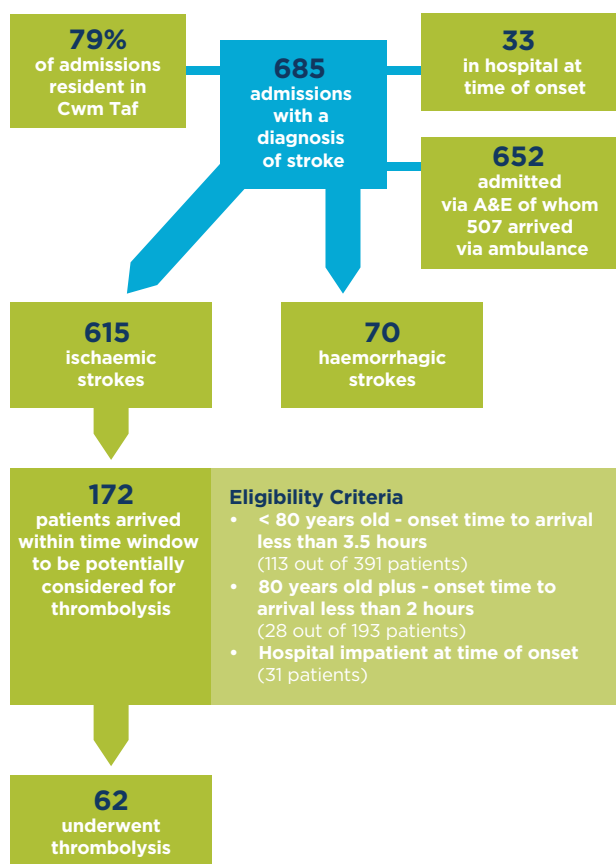 79%
of admissions
resident in
Cwm Taf
685
admissions
with a
diagnosis
of stroke
33
in hospital at
time of onset
652
admitted
via A&E of whom
507 arrived
via ambulance
615
ischaemic
strokes
70
haemorrhagic
strokes
172
patients arrived
within time window
to be potentially
considered for
thrombolysis
Eligibility Criteria
• < 80 years old - onset time to arrival
less than 3.5 hours
(113 out of 391 patients)
• 80 years old plus - onset time to
arrival less than 2 hours
(28 out of 193 patients)
• Hospital impatient at time of onset
(31 patients)
62
underwent
thrombolysis